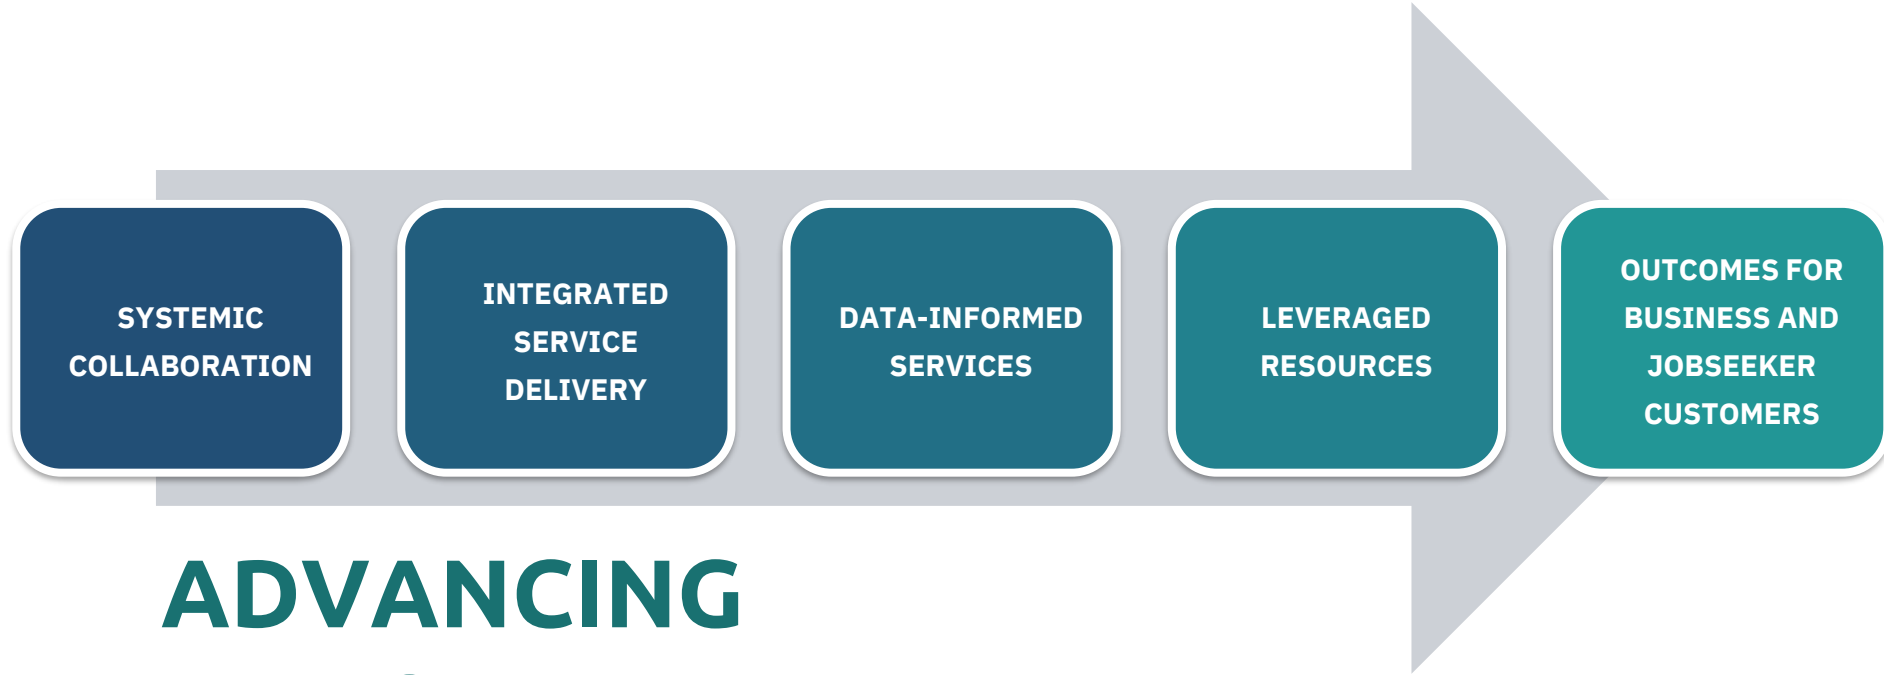 SYSTEMIC
COLLABORATION
INTEGRATED
SERVICE
DELIVERY
DATA-INFORMED
SERVICES
LEVERAGED
RESOURCES
OUTCOMES FOR
BUSINESS AND
JOBSEEKER
CUSTOMERS
ADVANCING